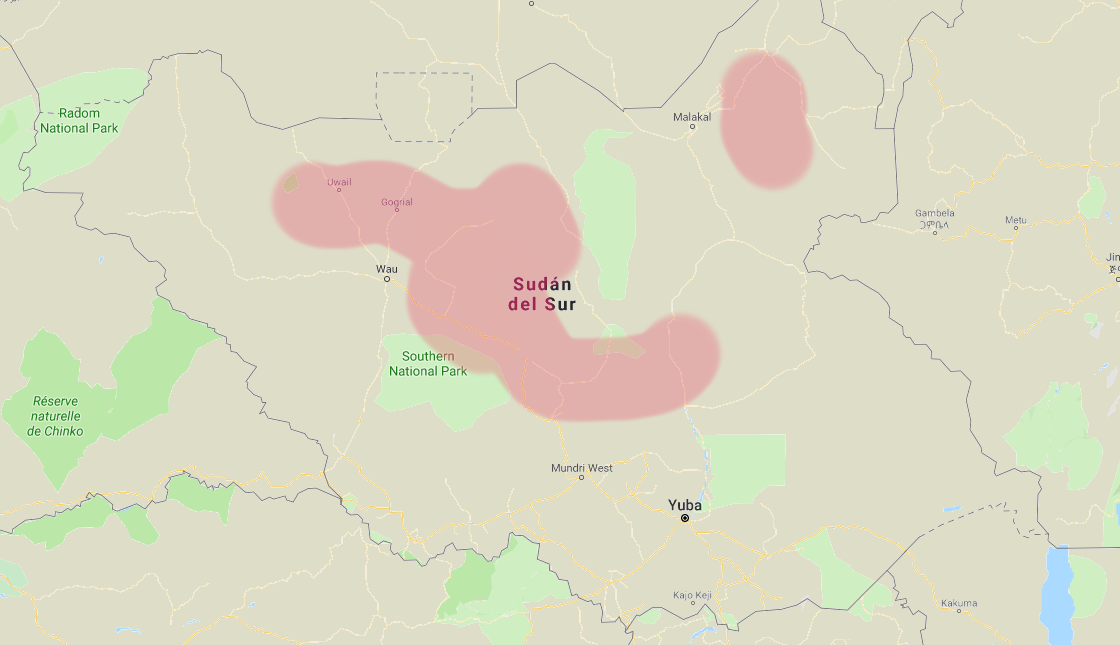 Radom
National Park
Malakal
Uwail
Gogrial
Gambela
ጋምቤላ
Metu
Wau
Sudán
del Sur
Southern
National Park
Réserve
naturelle
de Chinko
Mundri West
Yuba
Kajo Keji
Kakuma